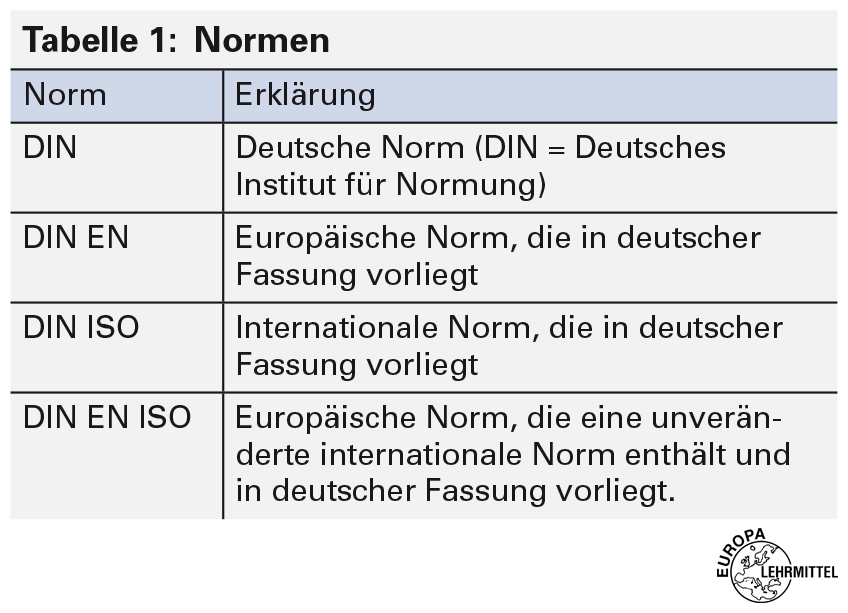 Tabelle 1: Normen
Norm Erklärung
DIN Deutsche Norm (DIN = Deutsches
Institut für Normung)
DIN EN Europäische Norm, die in deutscher
Fassung vorliegt
DIN ISO Internationale Norm, die in deutscher
Fassung vorliegt
DIN EN ISO Europäische Norm, die eine unverän-
derte internationale Norm enthält und
in deutscher Fassung vorliegt.
EUROPA
LEHRMITTEL